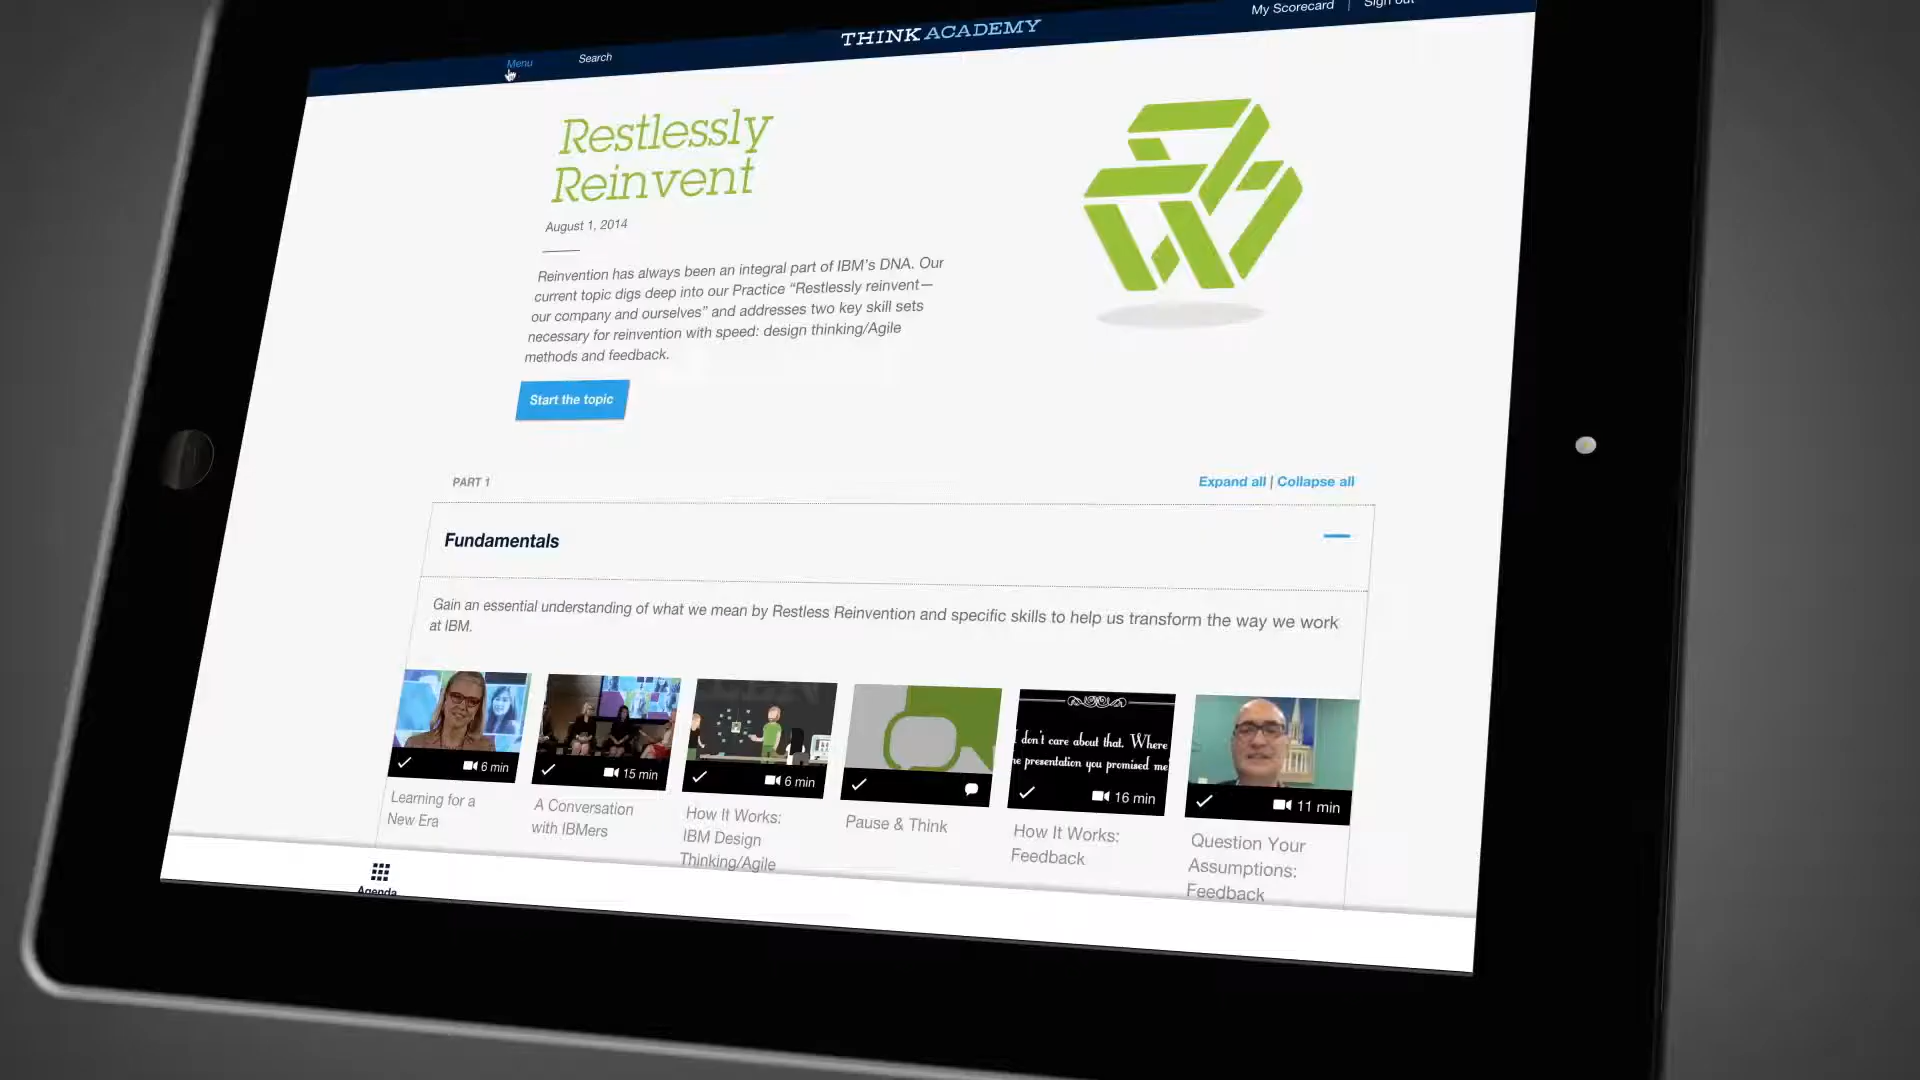 My Scorecard | Sign out
THINK ACADEMY
Menu Search
Restlessly
Reinvent
August 1, 2014
Reinvention has always been an integral part of IBM's DNA. Our
current topic digs deep into our Practice “Restlessly reinvent—
our company and ourselves” and addresses two key skill sets
necessary for reinvention with speed: design thinking/Agile
methods and feedback.
Start the topic
PART 1
Expand all | Collapse all
Fundamentals
Gain an essential understanding of what we mean by Restless Reinvention and specific skills to help us transform the way we work
at IBM.
6 min
Learning for a
New Era
15 min
A Conversation
with IBMers
6 min
How It Works:
IBM Design
Thinking/Agile
Pause & Think
don't care about that. Where
presentation you promised me
16 min
How It Works:
Feedback
11 min
Question Your
Assumptions:
Feedback
Agenda